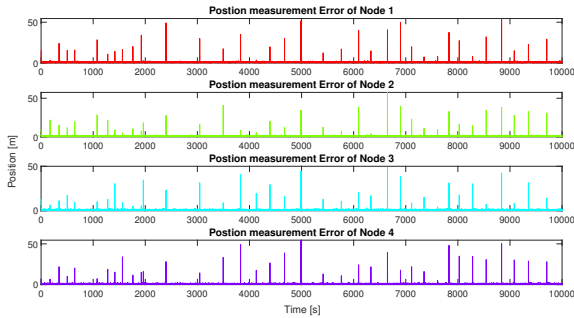 Postion measurement Error of Node 1
50
0
0 1000 2000 3000 4000 5000 6000 7000 8000 9000 10000
Postion measurement Error of Node 2
50
0
0 1000 2000 3000 4000 5000 6000 7000 8000 9000 10000
Position [m]
Postion measurement Error of Node 3
50
0
0 1000 2000 3000 4000 5000 6000 7000 8000 9000 10000
Postion measurement Error of Node 4
50
0
0 1000 2000 3000 4000 5000 6000 7000 8000 9000 10000
Time [s]